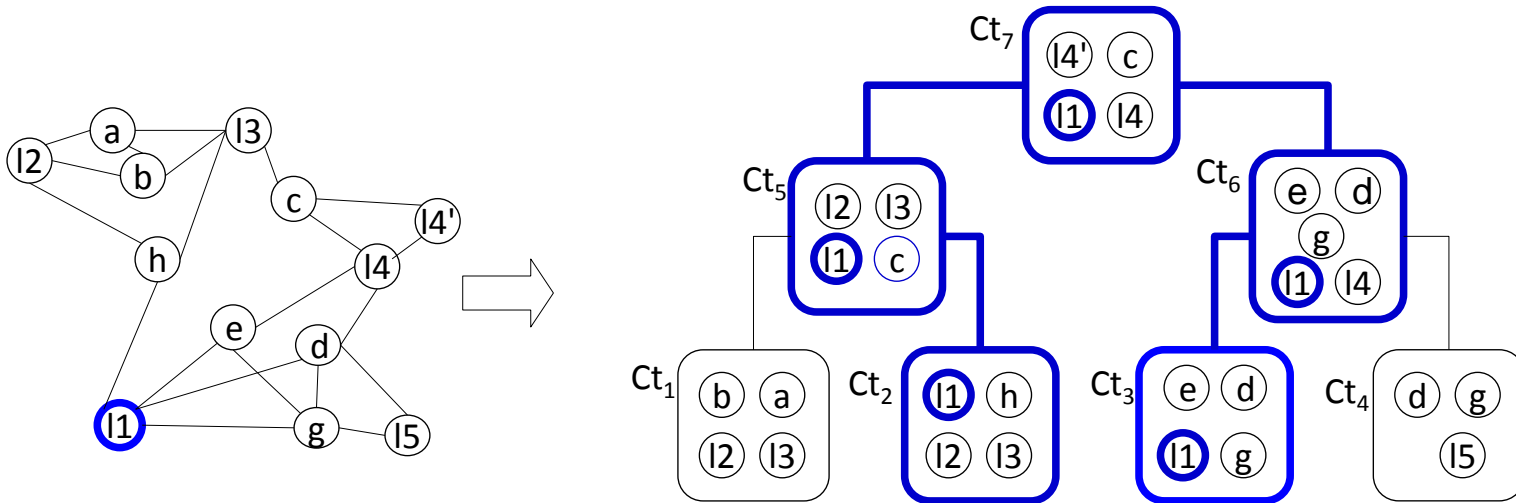 a
l3
l2
b
c
l4'
h
l4
e
d
l1
g
l5
Ct7
l4' c
l1 l4
Ct5
l2 l3
l1 c
Ct6
e d
g
l1 l4
Ct1
b a
l2 l3
Ct2
l1 h
l2 l3
Ct3
e d
l1 g
Ct4
d g
l5